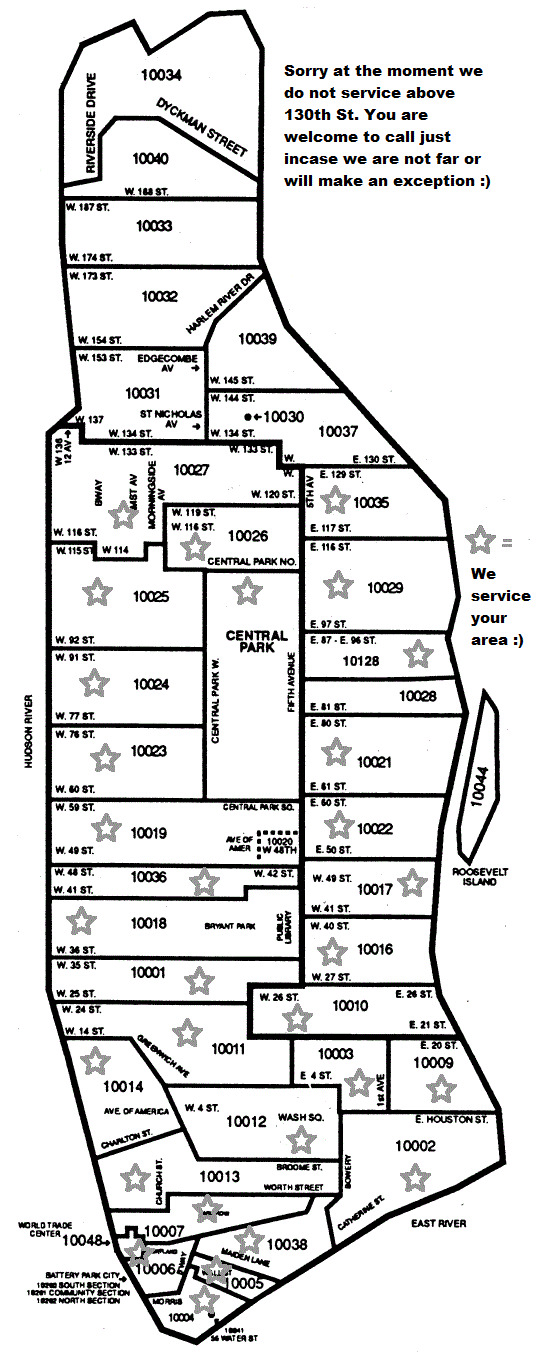 10034
Sorry at the moment we
do not service above
130th St. You are
welcome to call just
incase we are not far or
will make an exception :)
RIVERSIDE DRIVE
DYCKMAN STREET
10040
W. 188 ST.
W. 187 ST.
10033
W. 174 ST.
W. 173 ST.
10032
HARLEM RIVER DR
W. 154 ST.
10039
W. 153 ST.
EDGECOMBE
AV
W. 145 ST.
10031
W. 144 ST.
ST NICHOLAS
AV
10030
W. 137
W. 134 ST.
W. 134 ST.
10037
W 136
12 AV
W. 133 ST.
W. 133 ST.
W.
E. 130 ST.
10027
W.
E. 129 ST.
BWAY
MST AV
MORNINGSIDE
AV
W. 120 ST.
5TH AV
10035
W. 119 ST.
W. 116 ST.
W. 116 ST.
10026
E. 117 ST.
W. 115 ST
W 114
CENTRAL PARK NO.
E. 116 ST.
=
We
service
your
area :)
10025
10029
CENTRAL
PARK
E. 97 ST.
W. 92 ST.
E. 87 - E. 96 ST.
W. 91 ST.
10128
CENTRAL PARK W.
FIFTH AVENUE
10024
10028
E. 81 ST.
W. 77 ST.
E. 80 ST.
HUDSON RIVER
W. 76 ST.
10023
10021
W. 60 ST.
E. 61 ST.
10044
W. 59 ST.
CENTRAL PARK SO.
E. 60 ST.
10019
10022
AVE OF
AMER
10020
W 48TH
W. 49 ST.
E. 50 ST.
ROOSEVELT
ISLAND
W. 48 ST.
10036
W. 42 ST.
W. 49 ST.
10017
W. 41 ST.
W. 41 ST.
10018
BRYANT PARK
PUBLIC
LIBRARY
W. 40 ST.
10016
W. 36 ST.
W. 35 ST.
10001
W. 27 ST.
W. 25 ST.
W. 26 ST.
10010
E. 26 ST.
W. 24 ST.
E. 21 ST.
W. 14 ST.
GREENWICH AVE
10011
10003
E. 20 ST.
10009
10014
E 4 ST.
1st AVE
AVE. OF AMERICA
W. 4 ST.
10012
WASH SQ.
E. HOUSTON ST.
CHARLTON ST.
10002
BROOME ST.
CHURCH ST.
10013
WORTH STREET
BOWERY
CATHERINE ST.
EAST RIVER
WORLD TRADE
CENTER
10048
10007
10038
MAIDEN LANE
10006
BATTERY PARK CITY
10280 SOUTH SECTION
10281 COMMUNITY SECTION
10282 NORTH SECTION
10005
MORRIS
10004
10041
55 WATER ST